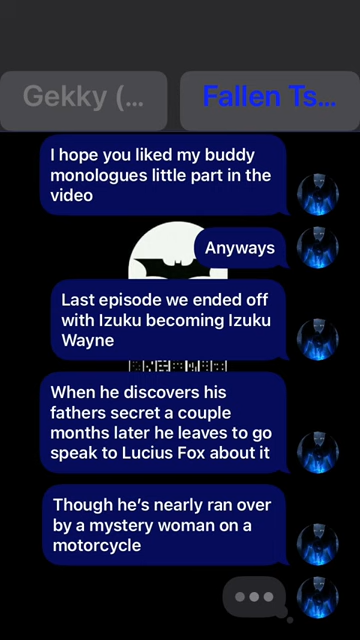 Gekky (...
Fallen Ts...
I hope you liked my buddy
monologues little part in the
video
Anyways
Last episode we ended off
with Izuku becoming Izuku
Wayne
When he discovers his
fathers secret a couple
months later he leaves to go
speak to Lucius Fox about it
Though he’s nearly ran over
by a mystery woman on a
motorcycle